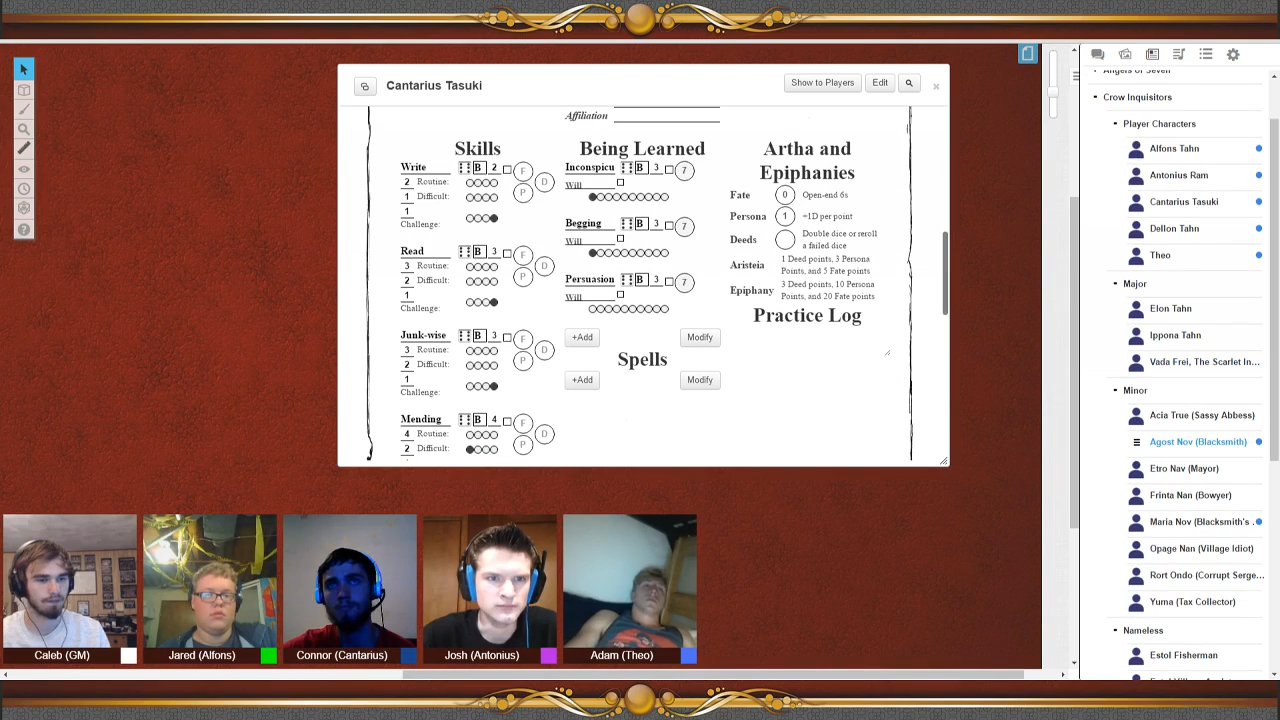 Cantarius Tasuki
Show to Players
Edit
Affiliation
Skills
Write B 2 F
2 Routine: D
1 Difficult: P
1
Challenge:
Read B 3 F
3 Routine: D
2 Difficult: P
1
Challenge:
Junk-wise B 3 F
3 Routine: D
2 Difficult: P
1
Challenge:
Mending B 4 F
4 Routine: D
2 Difficult: P
Being Learned
Inconspicu B 3 7
Will
Begging B 3 7
Will
Persuasion B 3 7
Will
+Add Modify
Spells
+Add Modify
Artha and
Epiphanies
Fate 0 Open-end 6s
Persona 1 +1D per point
Deeds Double dice or reroll
a failed dice
Aristeia 1 Deed points, 3 Persona
Points, and 5 Fate points
Epiphany 3 Deed points, 10 Persona
Points, and 20 Fate points
Practice Log
Crow Inquisitors
Player Characters
Alfons Tahn
Antonius Ram
Cantarius Tasuki
Dellon Tahn
Theo
Major
Elon Tahn
Ippona Tahn
Vada Frei, The Scarlet In...
Minor
Acia True (Sassy Abbess)
Agost Nov (Blacksmith)
Etro Nav (Mayor)
Frinta Nan (Bowyer)
Maria Nov (Blacksmith's .
Opage Nan (Village Idiot)
Rort Ondo (Corrupt Serge...
Yuma (Tax Collector)
Nameless
Estol Fisherman
Caleb (GM)
Jared (Alfons)
Connor (Cantarius)
Josh (Antonius)
Adam (Theo)